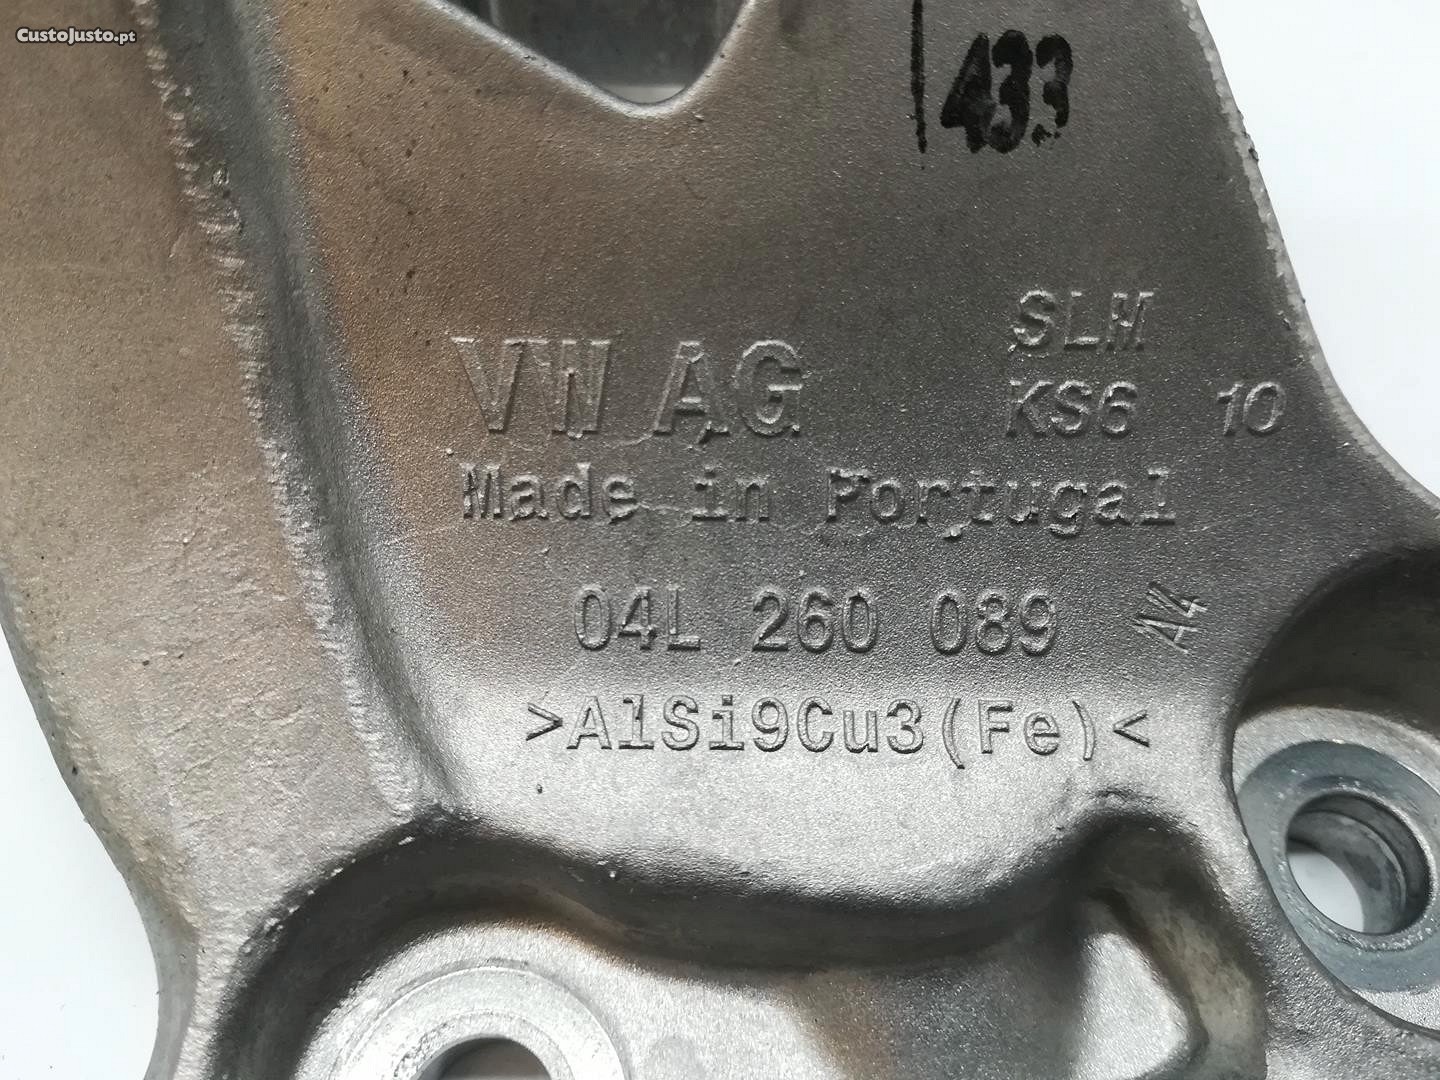 CustoJusto.pt
433
SLM
VW AG
KS6 10
Made in Portugal
04L 260 089
>AlSi9Cu3(Fe)<